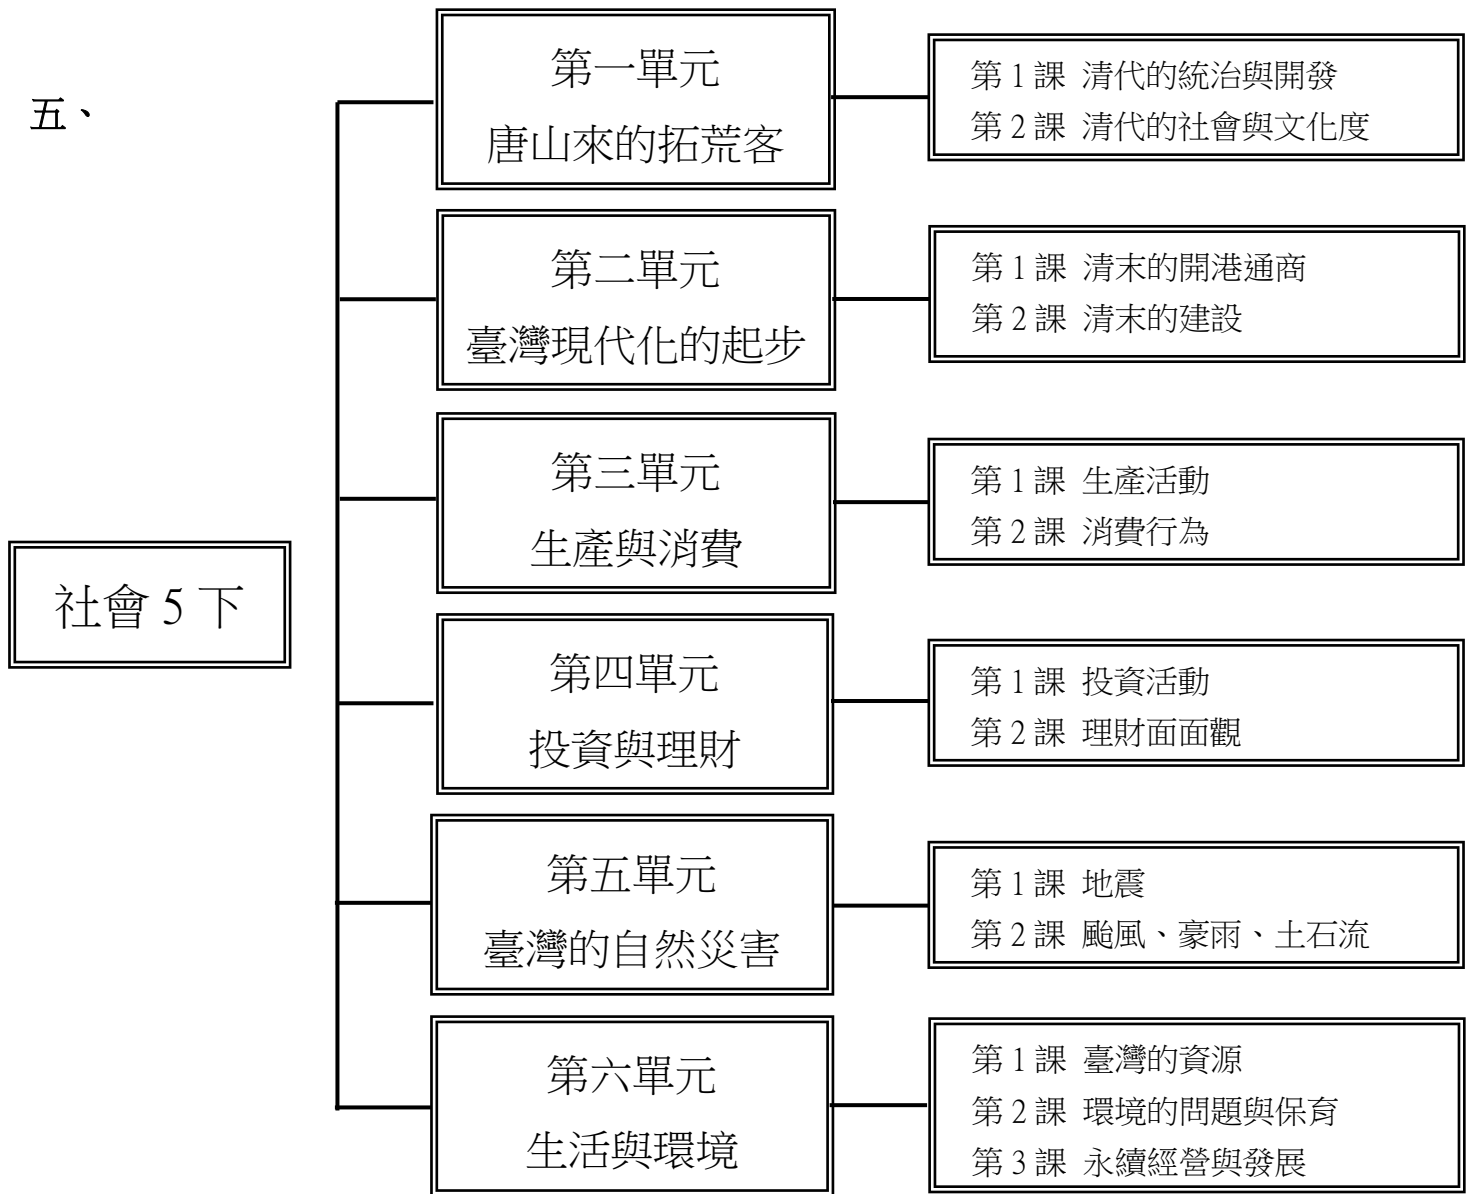 五、
社會 5 下
第一單元
唐山來的拓荒客
第 1 課 清代的統治與開發
第 2 課 清代的社會與文化度
第二單元
臺灣現代化的起步
第 1 課 清末的開港通商
第 2 課 清末的建設
第三單元
生產與消費
第 1 課 生產活動
第 2 課 消費行為
第四單元
投資與理財
第 1 課 投資活動
第 2 課 理財面面觀
第五單元
臺灣的自然災害
第 1 課 地震
第 2 課 颱風、豪雨、土石流
第六單元
生活與環境
第 1 課 臺灣的資源
第 2 課 環境的問題與保育
第 3 課 永續經營與發展